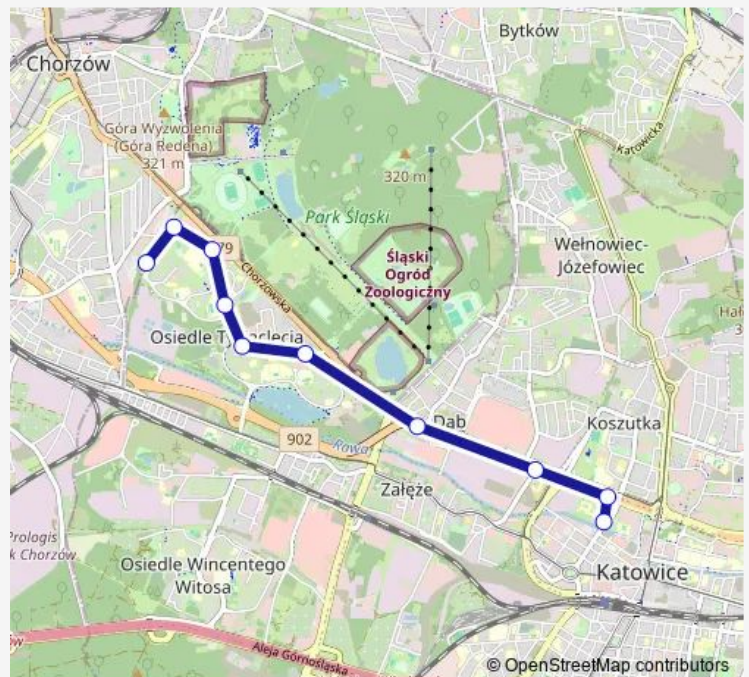 Bytków
Chorzów
Góra Wyzwolenia
(Góra Redena)
321 m
Katowicka
320 m
Park Śląski
79
Wełnowiec-
Józefowiec
Śląski
Ogród
Zoologiczny
Chorzowska
Osiedle
902
Rawa
Dąb
Koszutka
Załęże
Prologis
k Chorzów
Osiedle Wincentego
Witosa
Katowice
Aleja Górnośląska
© OpenStreetMap contributors